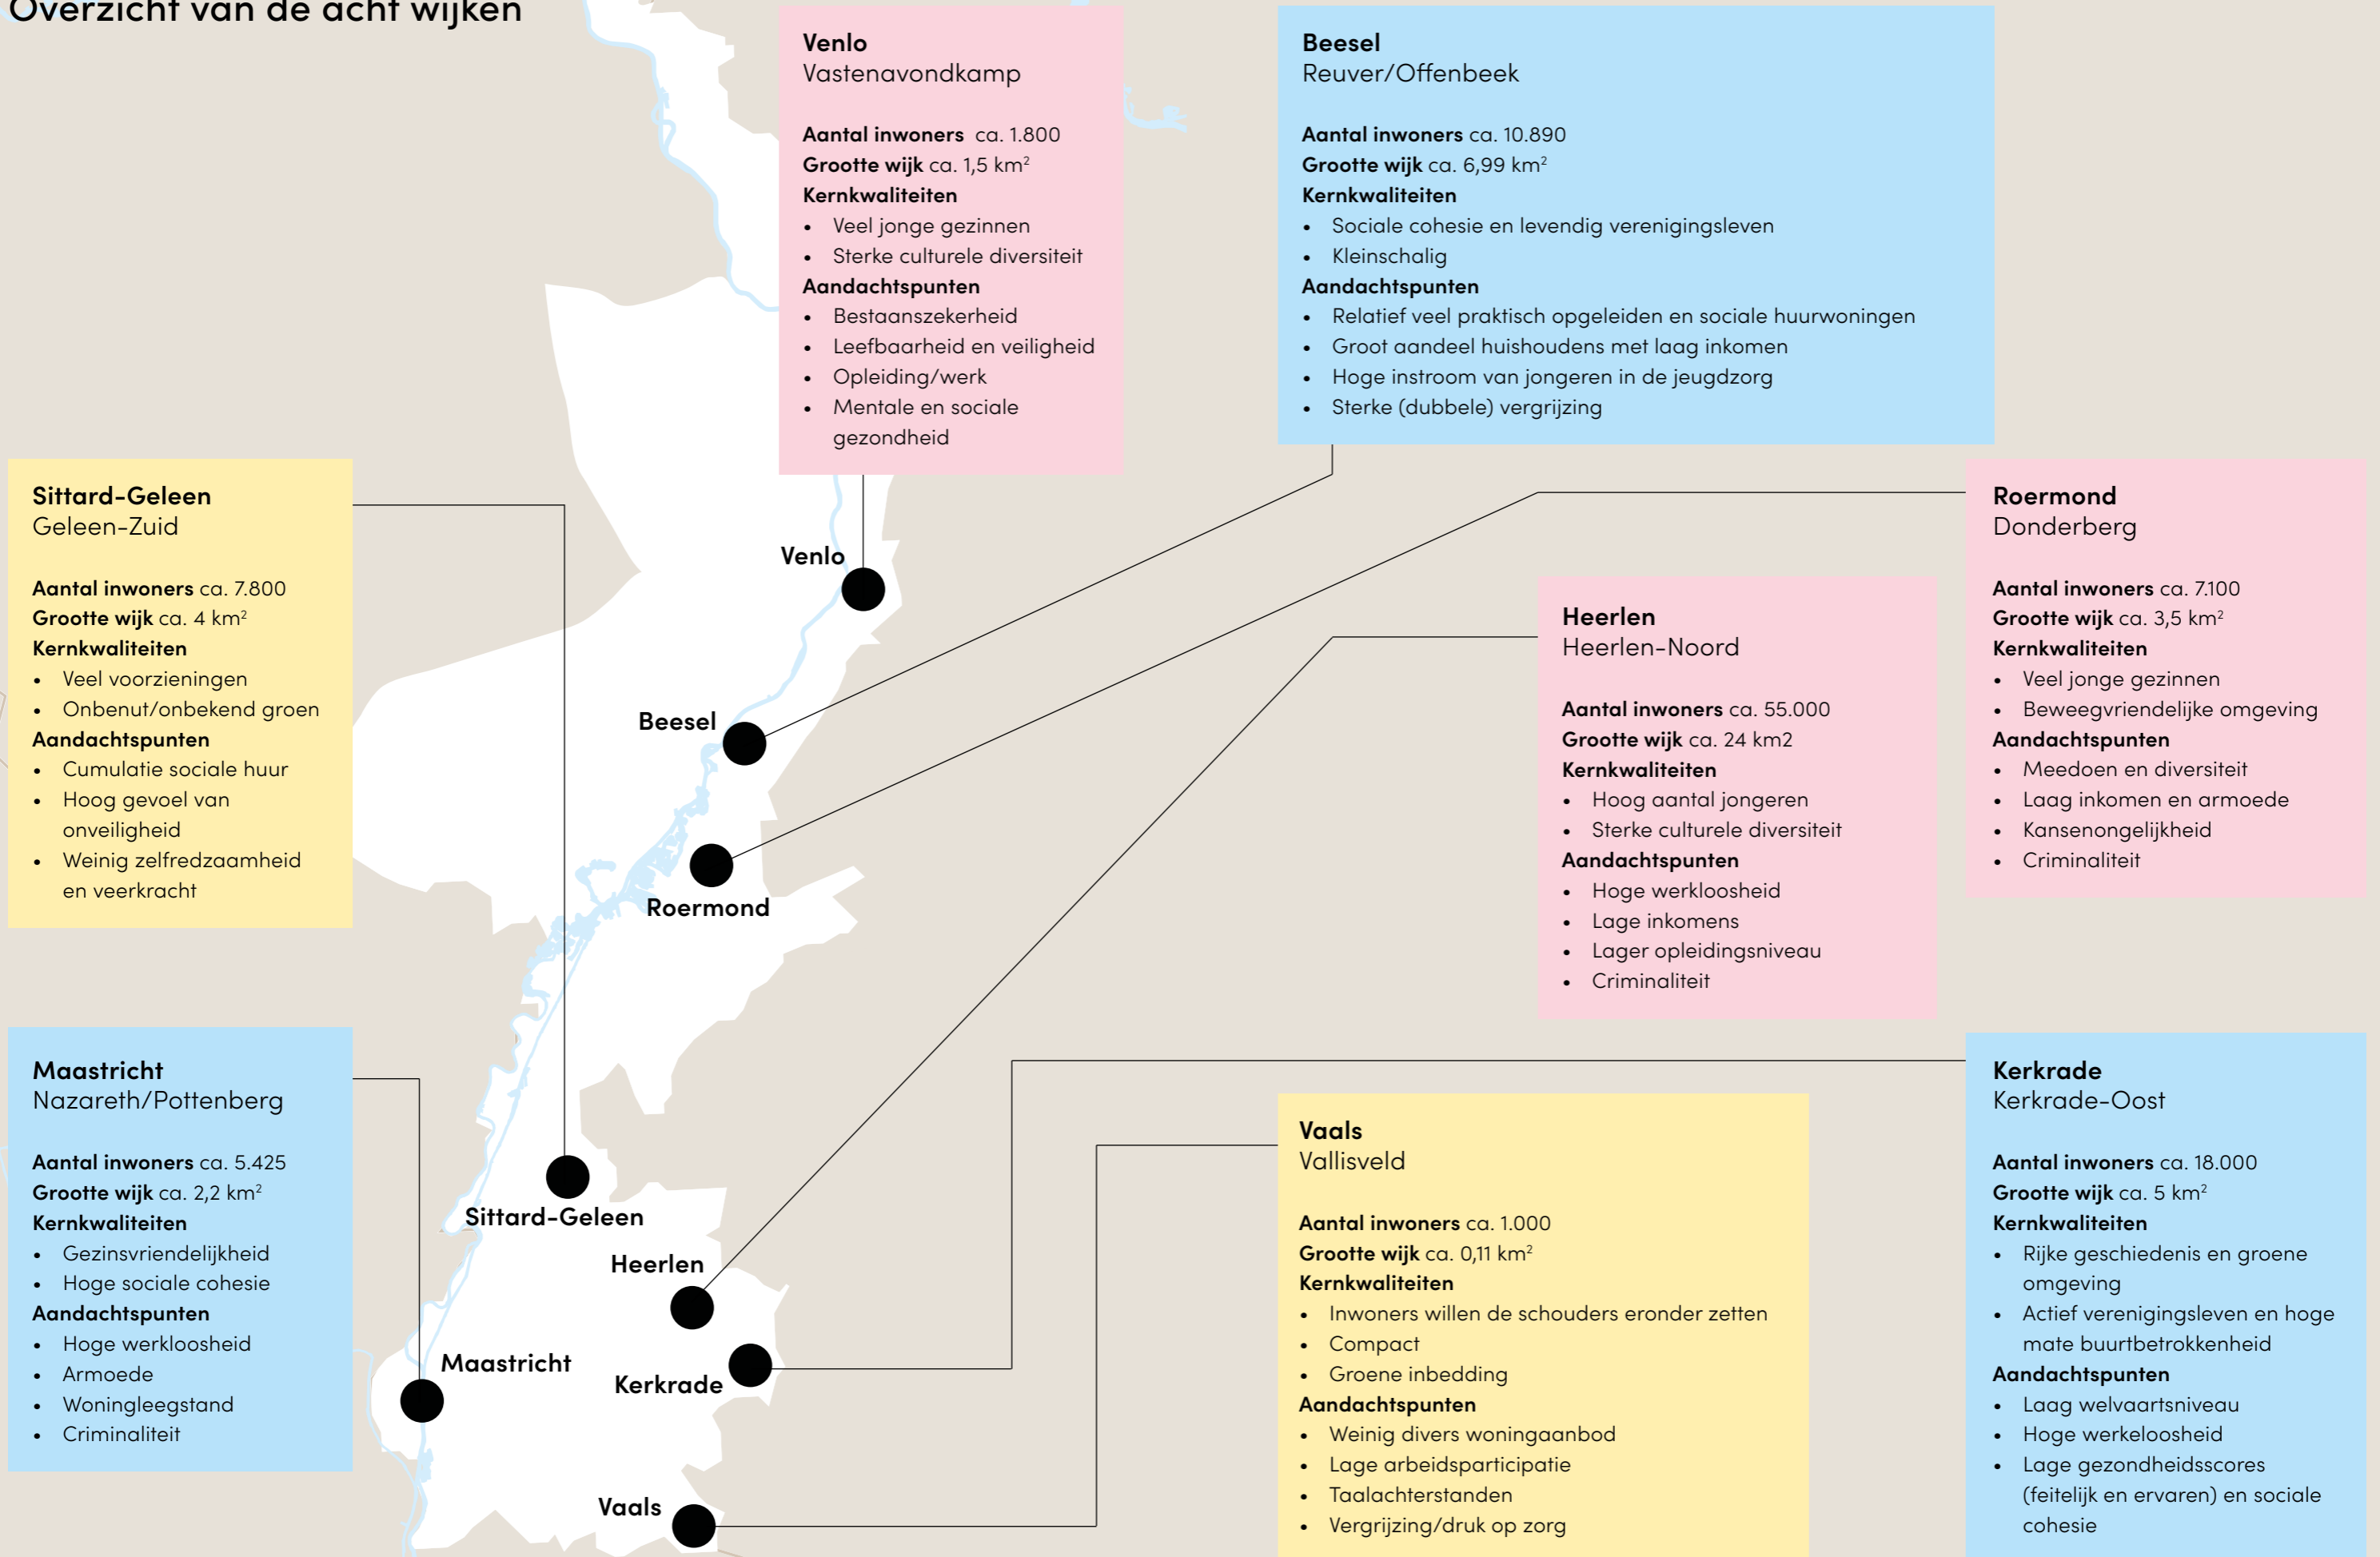 Overzicht van de acht wijken
Venlo
Vastenavondkamp
Aantal inwoners ca. 1.800
Grootte wijk ca. 1,5 km²
Kernkwaliteiten
• Veel jonge gezinnen
• Sterke culturele diversiteit
Aandachtspunten
• Bestaanszekerheid
• Leefbaarheid en veiligheid
• Opleiding/werk
• Mentale en sociale
gezondheid
Beesel
Reuver/Offenbeek
Aantal inwoners ca. 10.890
Grootte wijk ca. 6,99 km²
Kernkwaliteiten
• Sociale cohesie en levendig verenigingsleven
• Kleinschalig
Aandachtspunten
• Relatief veel praktisch opgeleiden en sociale huurwoningen
• Groot aandeel huishoudens met laag inkomen
• Hoge instroom van jongeren in de jeugdzorg
• Sterke (dubbele) vergrijzing
Sittard-Geleen
Geleen-Zuid
Aantal inwoners ca. 7.800
Grootte wijk ca. 4 km²
Kernkwaliteiten
• Veel voorzieningen
• Onbenut/onbekend groen
Aandachtspunten
• Cumulatie sociale huur
• Hoog gevoel van
onveiligheid
• Weinig zelfredzaamheid
en veerkracht
Roermond
Donderberg
Aantal inwoners ca. 7.100
Grootte wijk ca. 3,5 km²
Kernkwaliteiten
• Veel jonge gezinnen
• Beweegvriendelijke omgeving
Aandachtspunten
• Meedoen en diversiteit
• Laag inkomen en armoede
• Kansenongelijkheid
• Criminaliteit
Heerlen
Heerlen-Noord
Aantal inwoners ca. 55.000
Grootte wijk ca. 24 km2
Kernkwaliteiten
• Hoog aantal jongeren
• Sterke culturele diversiteit
Aandachtspunten
• Hoge werkloosheid
• Lage inkomens
• Lager opleidingsniveau
• Criminaliteit
Maastricht
Nazareth/Pottenberg
Aantal inwoners ca. 5.425
Grootte wijk ca. 2,2 km²
Kernkwaliteiten
• Gezinsvriendelijkheid
• Hoge sociale cohesie
Aandachtspunten
• Hoge werkloosheid
• Armoede
• Woningleegstand
• Criminaliteit
Vaals
Vallisveld
Aantal inwoners ca. 1.000
Grootte wijk ca. 0,11 km²
Kernkwaliteiten
• Inwoners willen de schouders eronder zetten
• Compact
• Groene inbedding
Aandachtspunten
• Weinig divers woningaanbod
• Lage arbeidsparticipatie
• Taalachterstanden
• Vergrijzing/druk op zorg
Kerkrade
Kerkrade-Oost
Aantal inwoners ca. 18.000
Grootte wijk ca. 5 km²
Kernkwaliteiten
• Rijke geschiedenis en groene
omgeving
• Actief verenigingsleven en hoge
mate buurtbetrokkenheid
Aandachtspunten
• Laag welvaartsniveau
• Hoge werkeloosheid
• Lage gezondheidsscores
(feitelijk en ervaren) en sociale
cohesie
Venlo
Beesel
Roermond
Sittard-Geleen
Heerlen
Maastricht
Kerkrade
Vaals